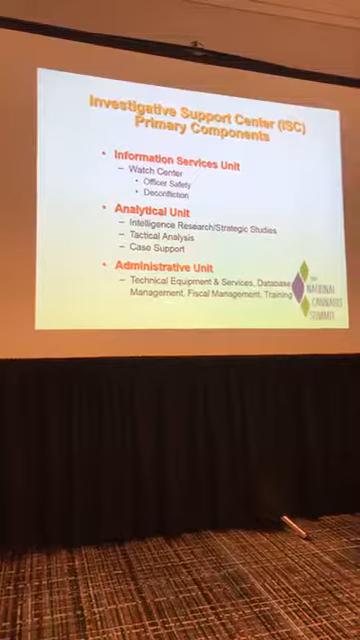 Investigative Support Center (ISC)
Primary Components
• Information Services Unit
– Watch Center
• Officer Safety
• Deconfliction
• Analytical Unit
– Intelligence Research/Strategic Studies
– Tactical Analysis
– Case Support
• Administrative Unit
– Technical Equipment & Services, Database
Management, Fiscal Management, Training
NATIONAL
CANNABIS
SUMMIT